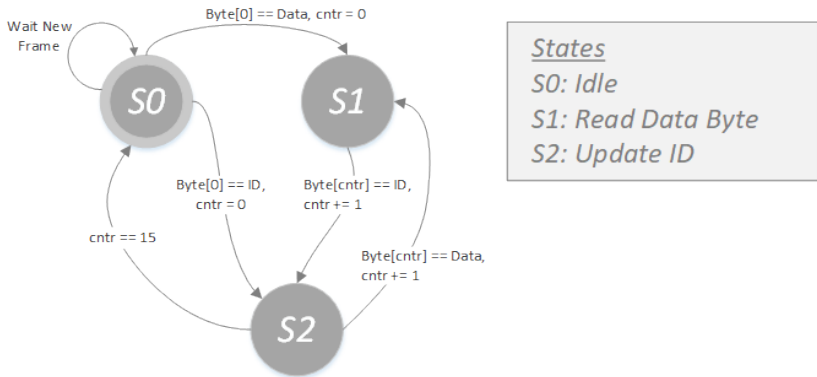 Wait New
Frame
Byte[0] == Data, cntr = 0
S0
S1
Byte[0] == ID,
cntr = 0
Byte[cntr] == ID,
cntr += 1
cntr == 15
Byte[cntr] == Data,
cntr += 1
S2
States
S0: Idle
S1: Read Data Byte
S2: Update ID